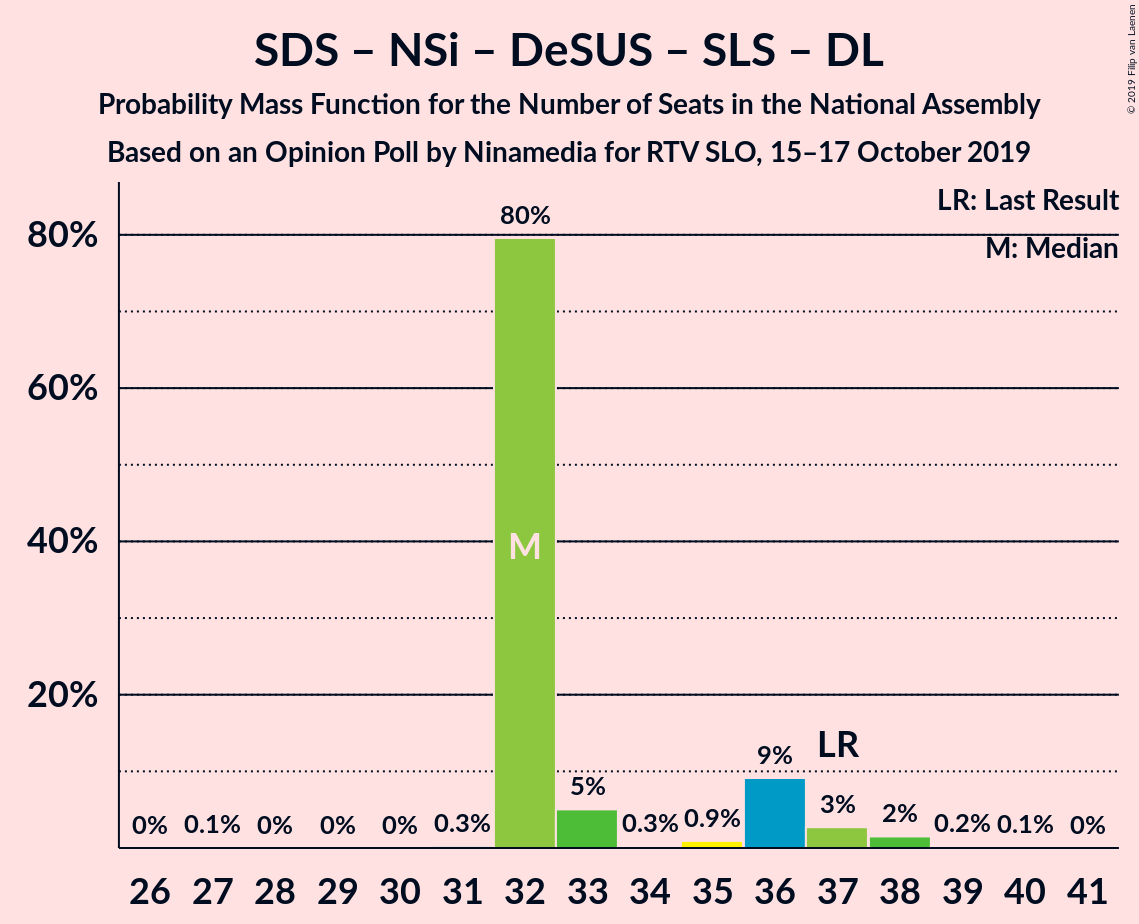 SDS – NSi – DeSUS – SLS – DL
Probability Mass Function for the Number of Seats in the National Assembly
Based on an Opinion Poll by Ninamedia for RTV SLO, 15–17 October 2019
© 2019 Filip van Laenen
LR: Last Result
M: Median
80%
60%
40%
20%
0% 0.1% 0% 0% 0% 0.3% 80% 5% 0.3% 0.9% 9% 3% 2% 0.2% 0.1% 0%
M
LR
26 27 28 29 30 31 32 33 34 35 36 37 38 39 40 41